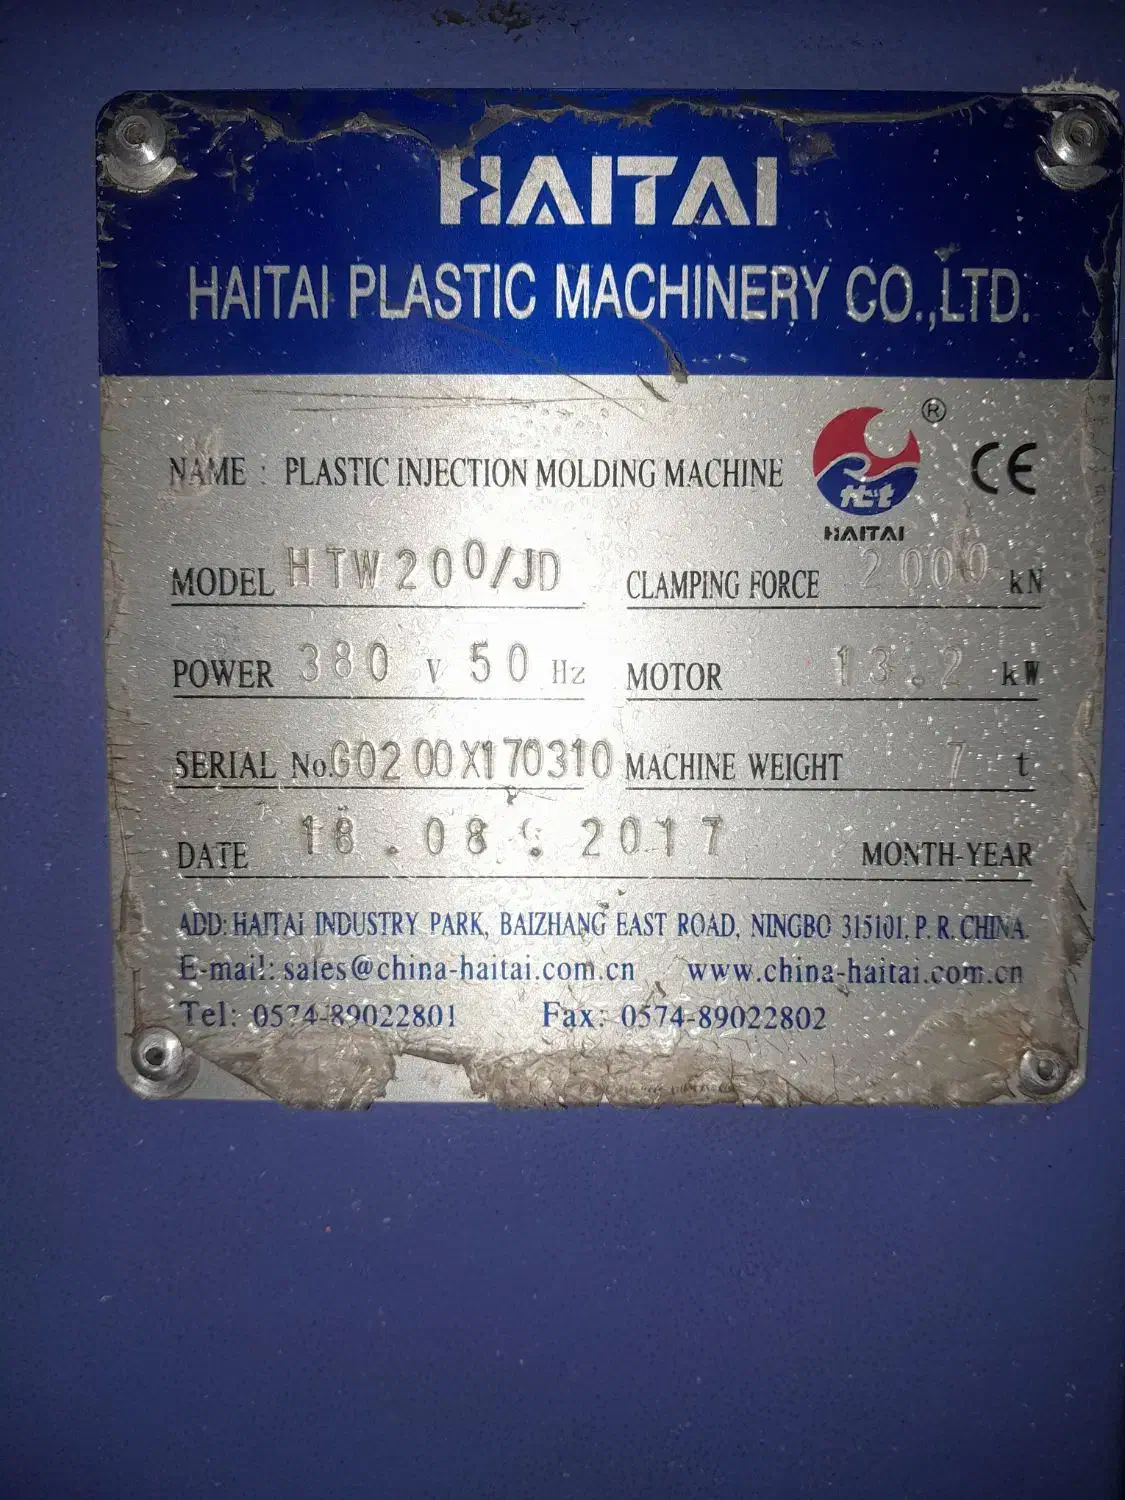 HAITAI
HAITAI PLASTIC MACHINERY CO.,LTD.
®
NAME : PLASTIC INJECTION MOLDING MACHINE
CE
HAITAI
MODEL HTW200/JD CLAMPING FORCE 2000 kN
POWER 380 V 50 Hz MOTOR 13.2 kW
SERIAL No.G0200X170310 MACHINE WEIGHT 7 t
DATE 18.08.2017 MONTH-YEAR
ADD: HAITAI INDUSTRY PARK, BAIZHANG EAST ROAD, NINGBO 315101, P. R. CHINA.
E-mail: sales@china-haitai.com.cn www.china-haitai.com.cn
Tel: 0574-89022801 Fax: 0574-89022802